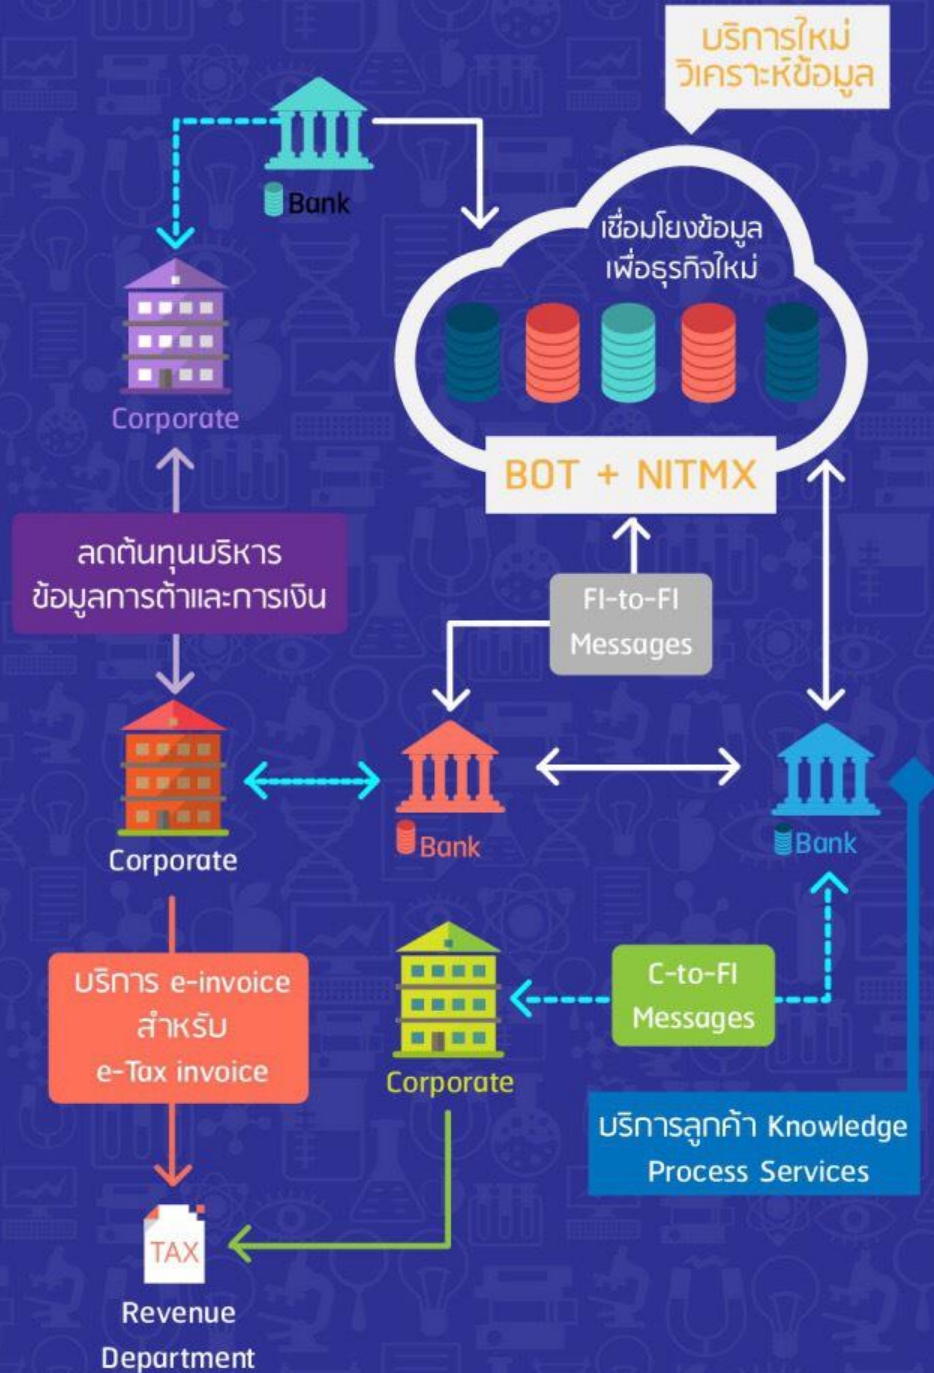 บริการใหม่
วิเคราะห์ข้อมูล
Bank
เชื่อมโยงข้อมูล
เพื่อธุรกิจใหม่
Corporate
BOT + NITMX
ลดต้นทุนบริหาร
ข้อมูลการต้าและการเงิน
FI-to-FI
Messages
Corporate
Bank
Bank
บริการ e-invoice
สำหรับ
e-Tax invoice
C-to-FI
Messages
Corporate
บริการลูกค้า Knowledge
Process Services
TAX
Revenue
Department